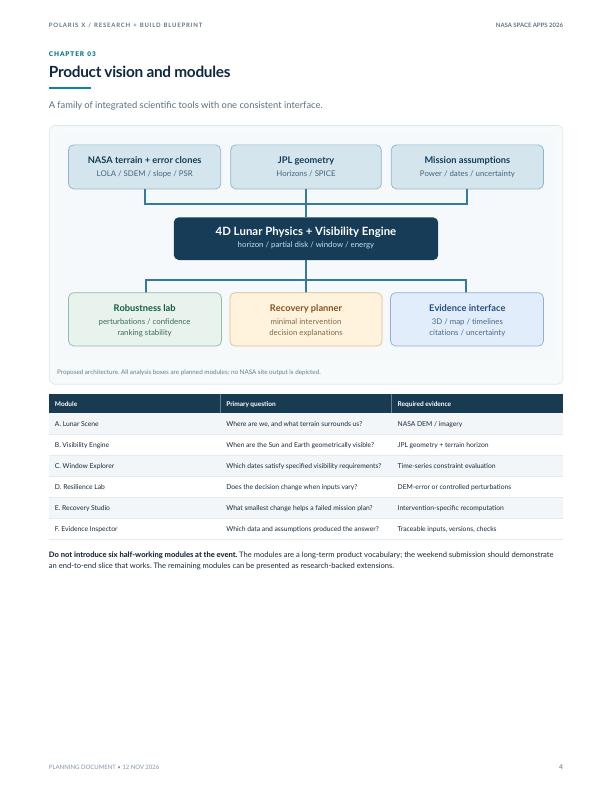 POLARIS X / RESEARCH + BUILD BLUEPRINT
NASA SPACE APPS 2026
CHAPTER 03
Product vision and modules
A family of integrated scientific tools with one consistent interface.
NASA terrain + error clones
LOLA / SDEM / slope / PSR
JPL geometry
Horizons / SPICE
Mission assumptions
Power / dates / uncertainty
4D Lunar Physics + Visibility Engine
horizon / partial disk / window / energy
Robustness lab
perturbations / confidence
ranking stability
Recovery planner
minimal intervention
decision explanations
Evidence interface
3D / map / timelines
citations / uncertainty
Proposed architecture. All analysis boxes are planned modules; no NASA site output is depicted.
Module Primary question Required evidence
A. Lunar Scene Where are we, and what terrain surrounds us? NASA DEM / imagery
B. Visibility Engine When are the Sun and Earth geometrically visible? JPL geometry + terrain horizon
C. Window Explorer Which dates satisfy specified visibility requirements? Time-series constraint evaluation
D. Resilience Lab Does the decision change when inputs vary? DEM-error or controlled perturbations
E. Recovery Studio What smallest change helps a failed mission plan? Intervention-specific recomputation
F. Evidence Inspector Which data and assumptions produced the answer? Traceable inputs, versions, checks
Do not introduce six half-working modules at the event. The modules are a long-term product vocabulary; the weekend submission should demonstrate
an end-to-end slice that works. The remaining modules can be presented as research-backed extensions.
PLANNING DOCUMENT • 12 NOV 2026
4